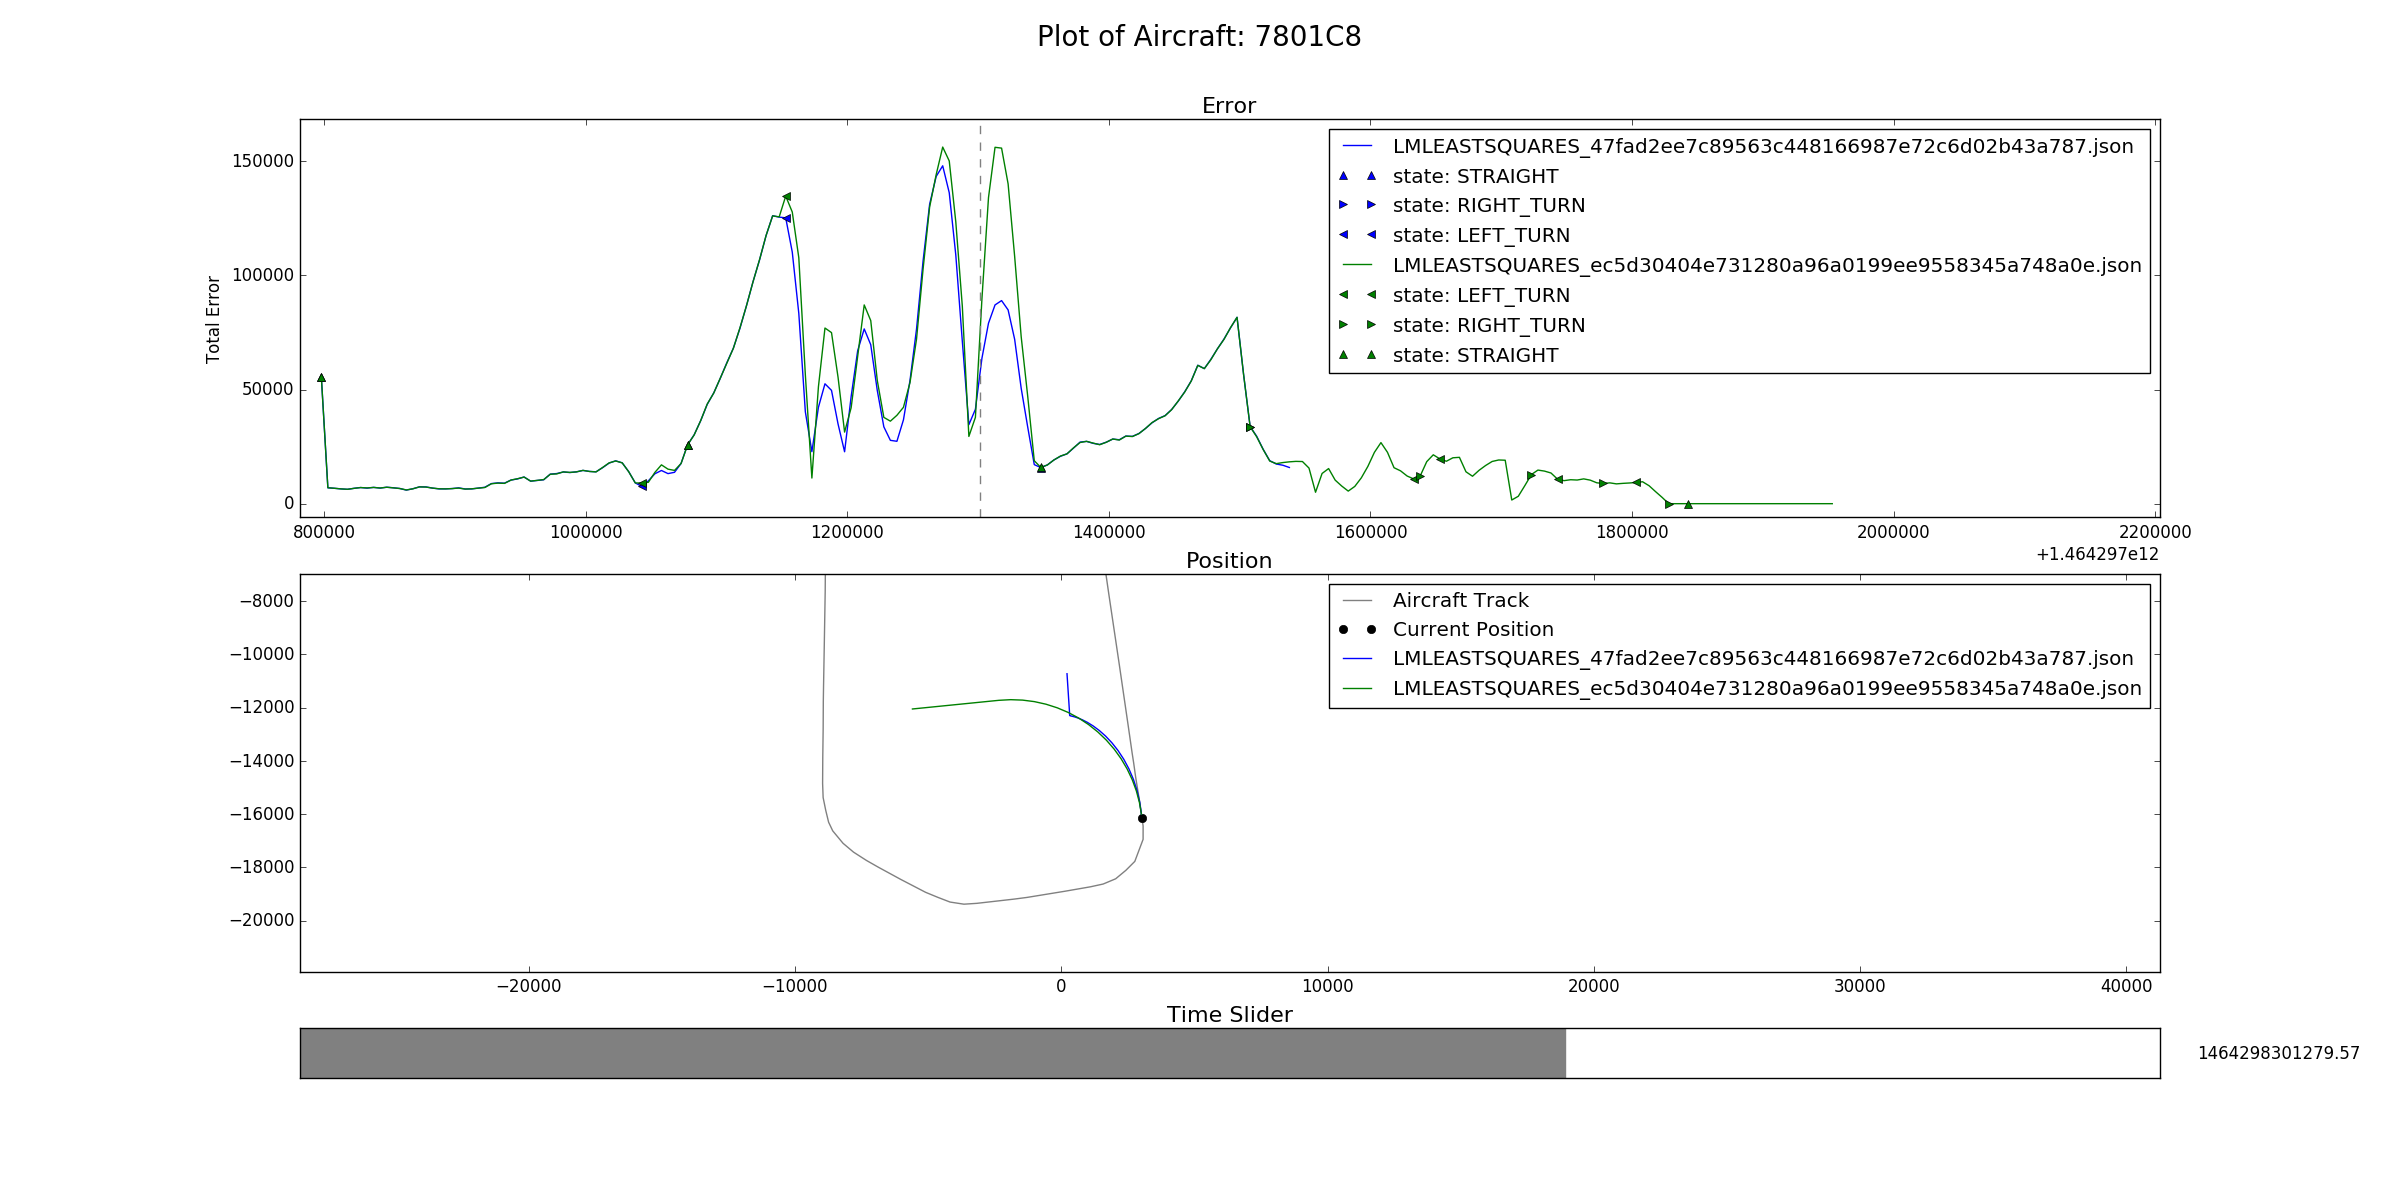 Plot of Aircraft: 7801C8
Error
150000
100000
50000
0
Total Error
LMLEASTSQUARES_47fad2ee7c89563c448166987e72c6d02b43a787.json
state: STRAIGHT
state: RIGHT_TURN
state: LEFT_TURN
LMLEASTSQUARES_ec5d30404e731280a96a0199ee9558345a748a0e.json
state: LEFT_TURN
state: RIGHT_TURN
state: STRAIGHT
800000 1000000 1200000 1400000 1600000 1800000 2000000 2200000
+1.464297e12
Position
−8000
−10000
−12000
−14000
−16000
−18000
−20000
Aircraft Track
Current Position
LMLEASTSQUARES_47fad2ee7c89563c448166987e72c6d02b43a787.json
LMLEASTSQUARES_ec5d30404e731280a96a0199ee9558345a748a0e.json
−20000 −10000 0 10000 20000 30000 40000
Time Slider
1464298301279.57